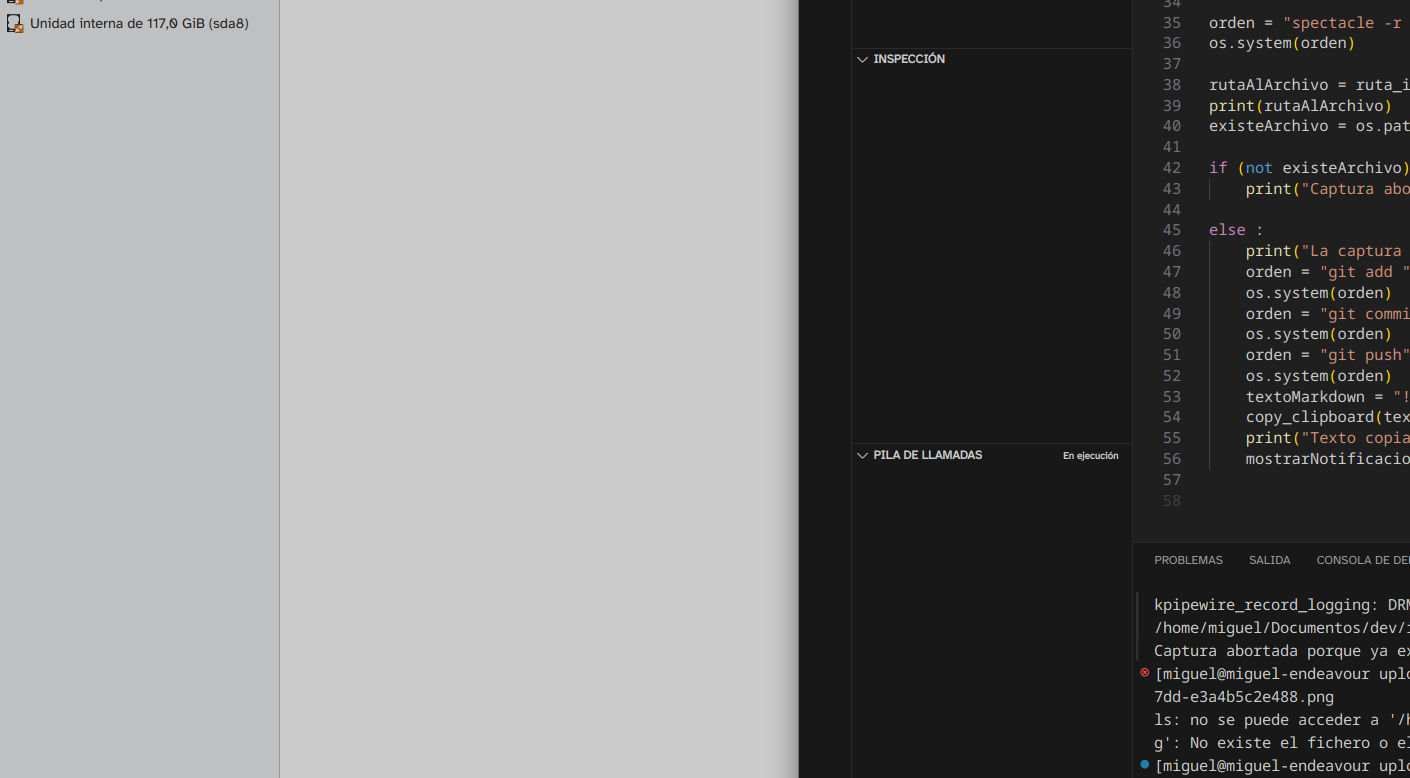 Unidad interna de 117,0 GiB (sda8)
INSPECCIÓN
PILA DE LLAMADAS En ejecución
34
35 orden = "spectacle -r
36 os.system(orden)
37
38 rutaAlArchivo = ruta_i
39 print(rutaAlArchivo)
40 existeArchivo = os.pat
41
42 if (not existeArchivo)
43 print("Captura abo
44
45 else :
46 print("La captura
47 orden = "git add "
48 os.system(orden)
49 orden = "git commi
50 os.system(orden)
51 orden = "git push"
52 os.system(orden)
53 textoMarkdown = "!
54 copy_clipboard(tex
55 print("Texto copia
56 mostrarNotificacio
57
58
PROBLEMAS SALIDA CONSOLA DE DE
kpipewire_record_logging: DRM
/home/miguel/Documentos/dev/i
Captura abortada porque ya ex
[miguel@miguel-endeavour uplo
7dd-e3a4b5c2e488.png
ls: no se puede acceder a '/h
g': No existe el fichero o el
[miguel@miguel-endeavour uplo